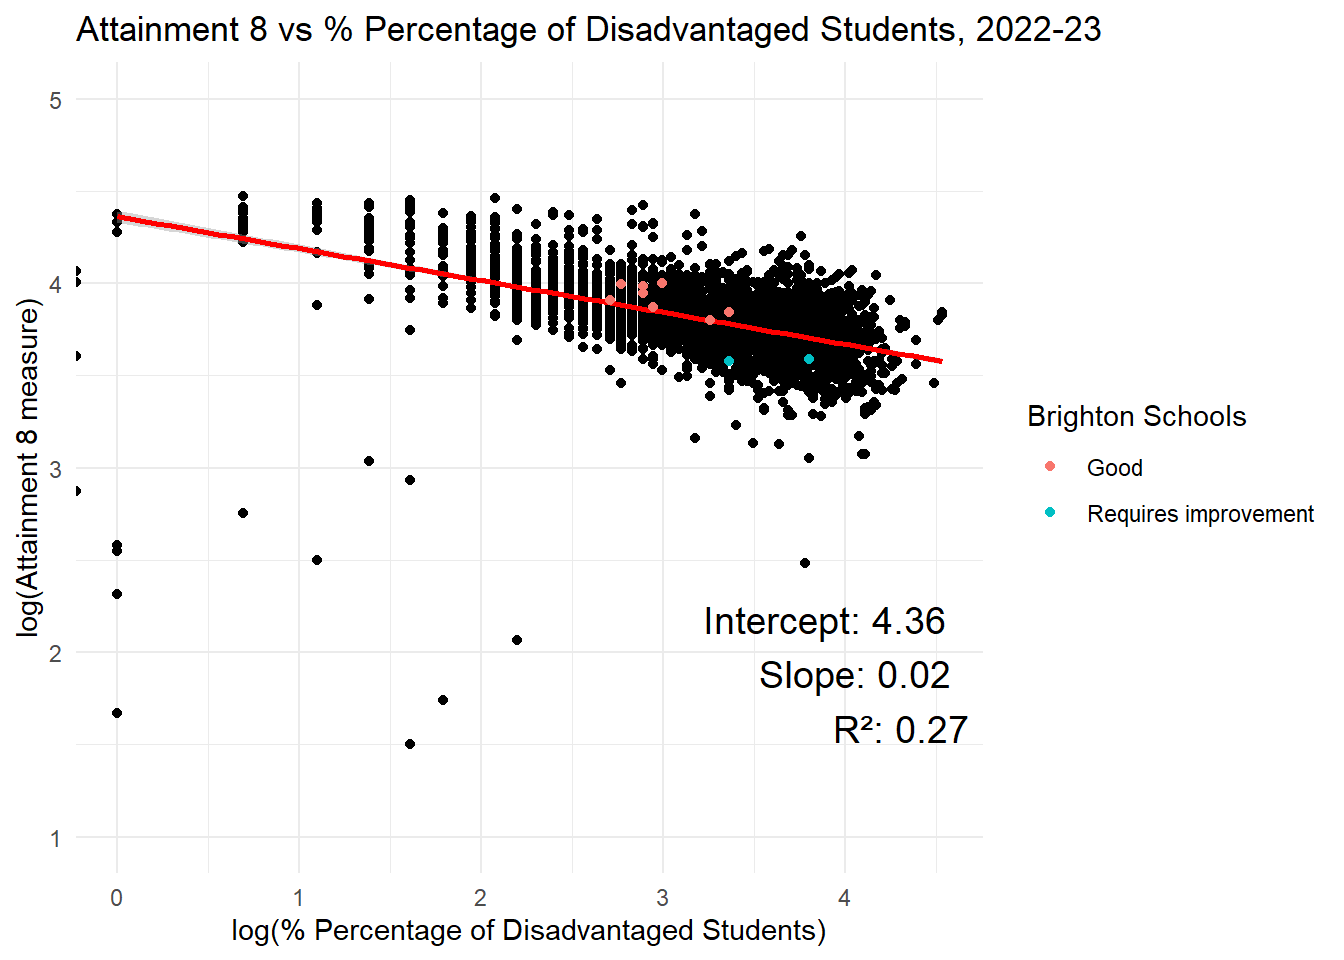 Attainment 8 vs % Percentage of Disadvantaged Students, 2022-23
5
4
3
2
1
log(Attainment 8 measure)
0 1 2 3 4
log(% Percentage of Disadvantaged Students)
Intercept: 4.36
Slope: 0.02
R²: 0.27
Brighton Schools
Good
Requires improvement